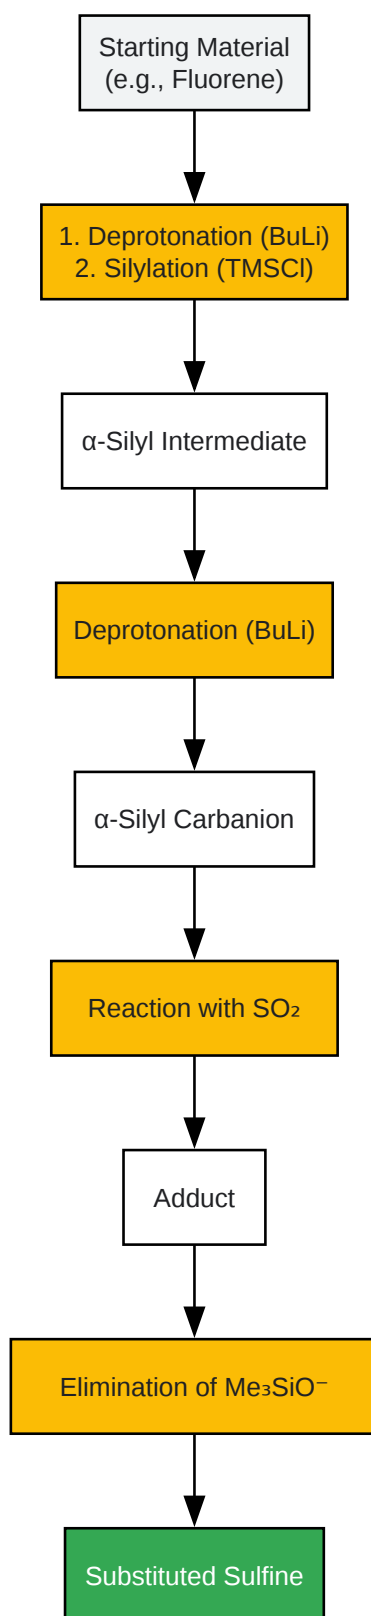 Starting Material
(e.g., Fluorene)
1. Deprotonation (BuLi)
2. Silylation (TMSCl)
α-Silyl Intermediate
Deprotonation (BuLi)
α-Silyl Carbanion
Reaction with SO₂
Adduct
Elimination of Me₃SiO⁻
Substituted Sulfine